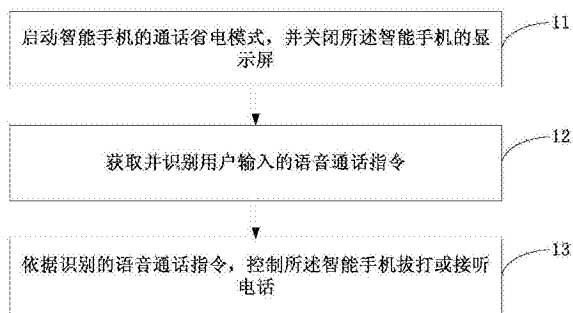 启动智能手机的通话省电模式，并关闭所述智能手机的显
示屏
11
获取并识别用户输入的语音通话指令
12
依据识别的语音通话指令，控制所述智能手机拔打或接听
电话
13